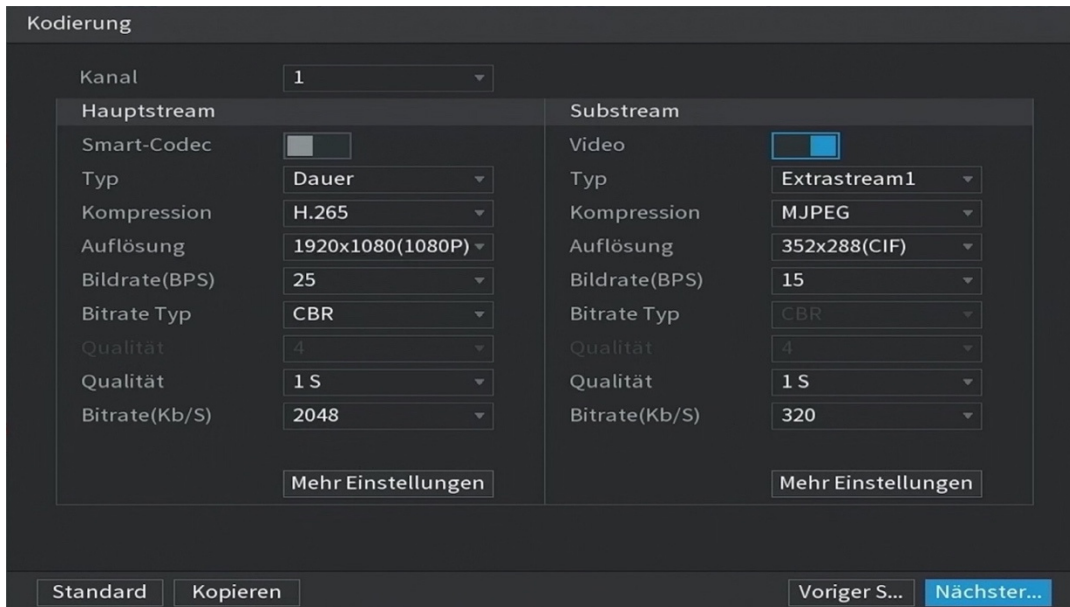 Kodierung
Kanal 1
Hauptstream Substream
Smart-Codec Video
Typ Dauer Typ Extrastream1
Kompression H.265 Kompression MJPEG
Auflösung 1920x1080(1080P) Auflösung 352x288(CIF)
Bildrate(BPS) 25 Bildrate(BPS) 15
Bitrate Typ CBR Bitrate Typ CBR
Qualität 4 Qualität 4
Qualität 1 S Qualität 1 S
Bitrate(Kb/S) 2048 Bitrate(Kb/S) 320
Mehr Einstellungen Mehr Einstellungen
Standard Kopieren Voriger S... Nächster...